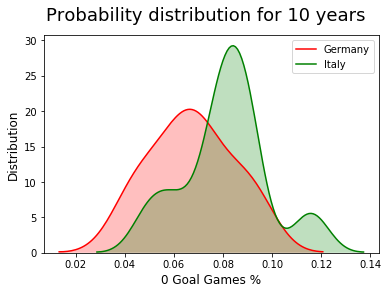 Probability distribution for 10 years
30
25
20
15
10
5
0
Distribution
Germany
Italy
0.02 0.04 0.06 0.08 0.10 0.12 0.14
0 Goal Games %